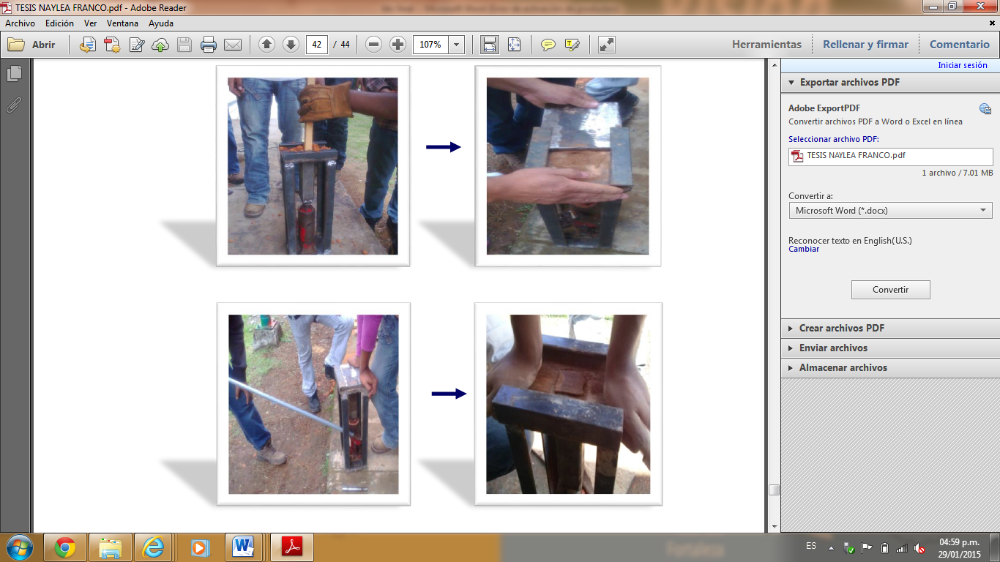 TESIS NAYLEA FRANCO.pdf - Adobe Reader
Archivo Edición Ver Ventana Ayuda
Abrir 42 / 44 107% Herramientas Rellenar y firmar Comentario
Iniciar sesión
Exportar archivos PDF
Adobe ExportPDF
Convertir archivos PDF a Word o Excel en línea
Seleccionar archivo PDF:
TESIS NAYLEA FRANCO.pdf
1 archivo / 7.01 MB
Convertir a:
Microsoft Word (*.docx)
Reconocer texto en English(U.S.)
Cambiar
Convertir
Crear archivos PDF
Enviar archivos
Almacenar archivos
Fortaleza
ES 04:59 p.m.
29/01/2015